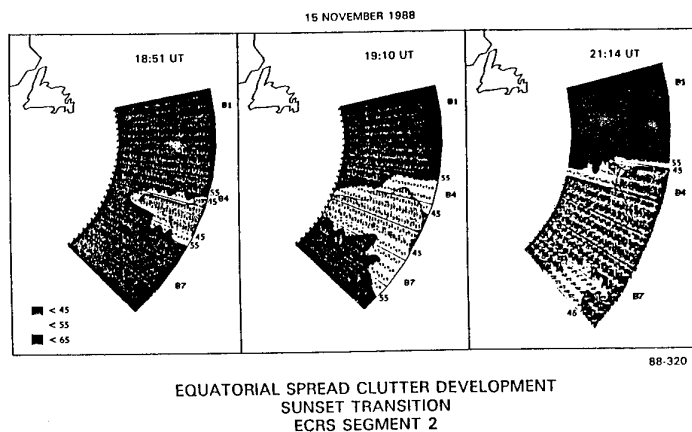 15 NOVEMBER 1988
18:51 UT
B1
55
B4
45
55
B7
< 45
< 55
< 65
19:10 UT
B1
55
B4
45
45
B7
55
21:14 UT
B1
55
45
B4
B7
88-320
EQUATORIAL SPREAD CLUTTER DEVELOPMENT
SUNSET TRANSITION
ECRS SEGMENT 2